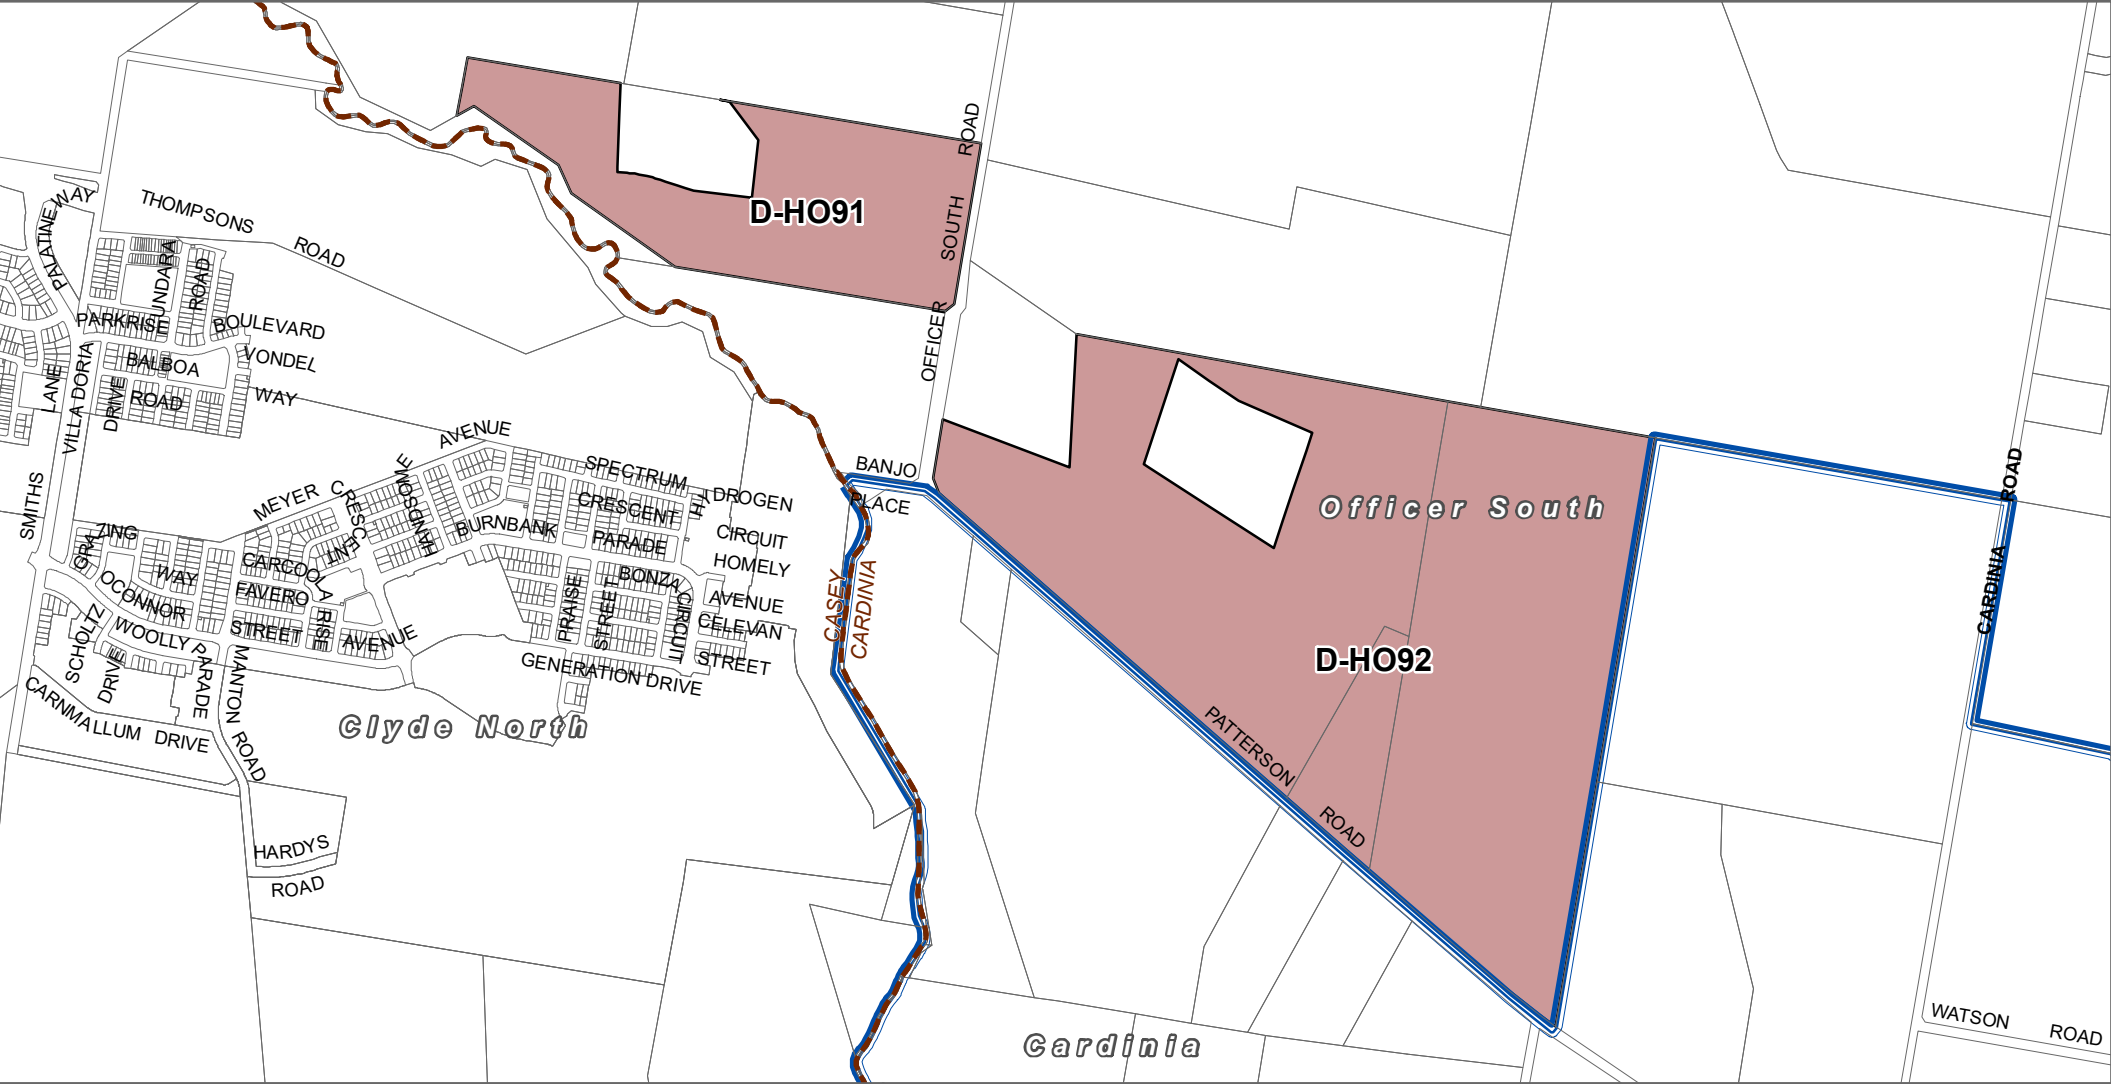 ROAD
SOUTH
OFFICER
D-HO91
WAY
PALATINE
THOMPSONS
ROAD
UNDARA
ROAD
PARKRISE
BOULEVARD
VONDEL
WAY
BALBOA
ROAD
LANE
VILLA DORIA
DRIVE
SMITHS
AVENUE
MEYER
CRESCENT
HANDSOME
SPECTRUM
CRESCENT
BURNBANK
PARADE
HYDROGEN
CIRCUIT
HOMELY
AVENUE
BONZA
CIRCUIT
CELEVAN
STREET
PRAISE
STREET
GENERATION DRIVE
GRAZING
WAY
OCONNOR
WOOLLY
PARADE
CARCOOLA RISE
FAVERO
STREET
AVENUE
SCHOLTZ
DRIVE
MANTON ROAD
CARNMALLUM DRIVE
Clyde North
HARDYS
ROAD
BANJO
PLACE
CASEY
CARDINIA
Officer South
D-HO92
PATTERSON
ROAD
ROAD
CARDINIA
Cardinia
WATSON
ROAD